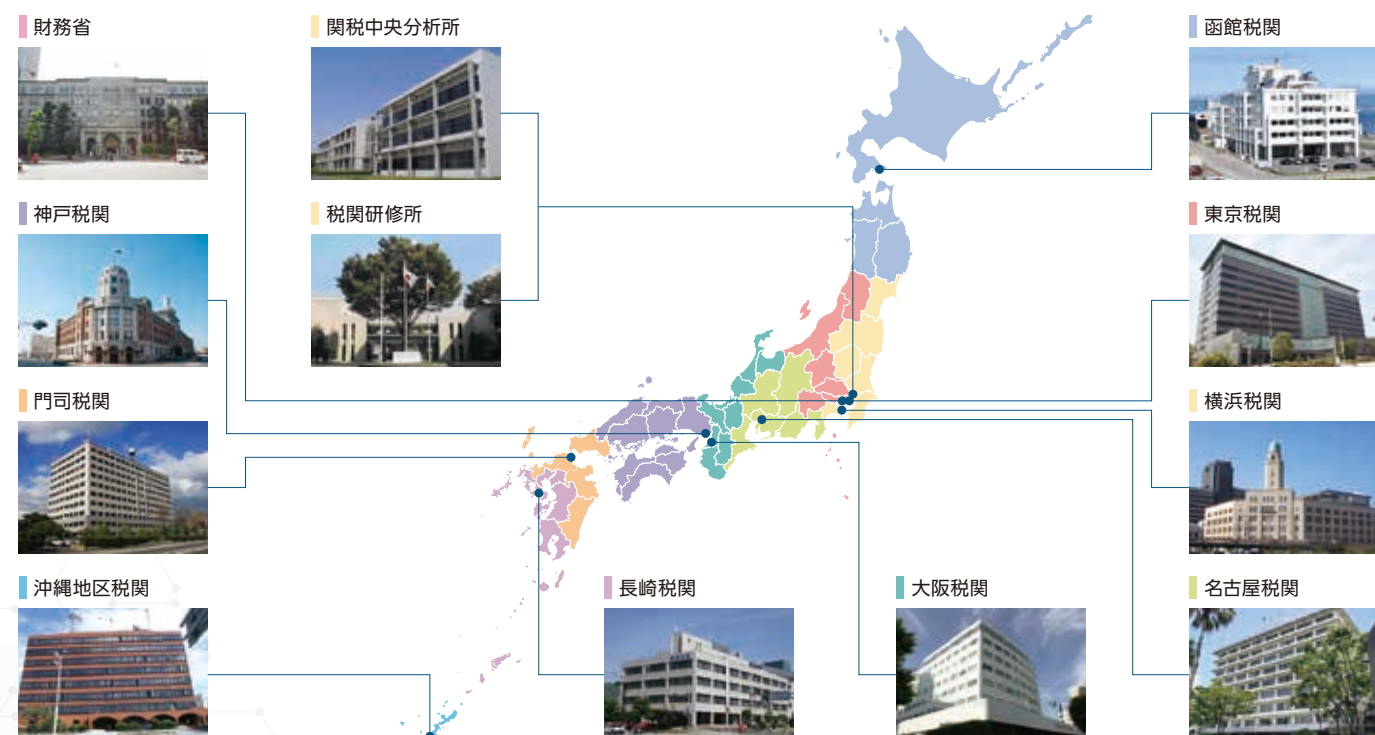 財務省
関税中央分析所
函館税関
神戸税関
税関研修所
東京税関
門司税関
横浜税関
沖縄地区税関
長崎税関
大阪税関
名古屋税関